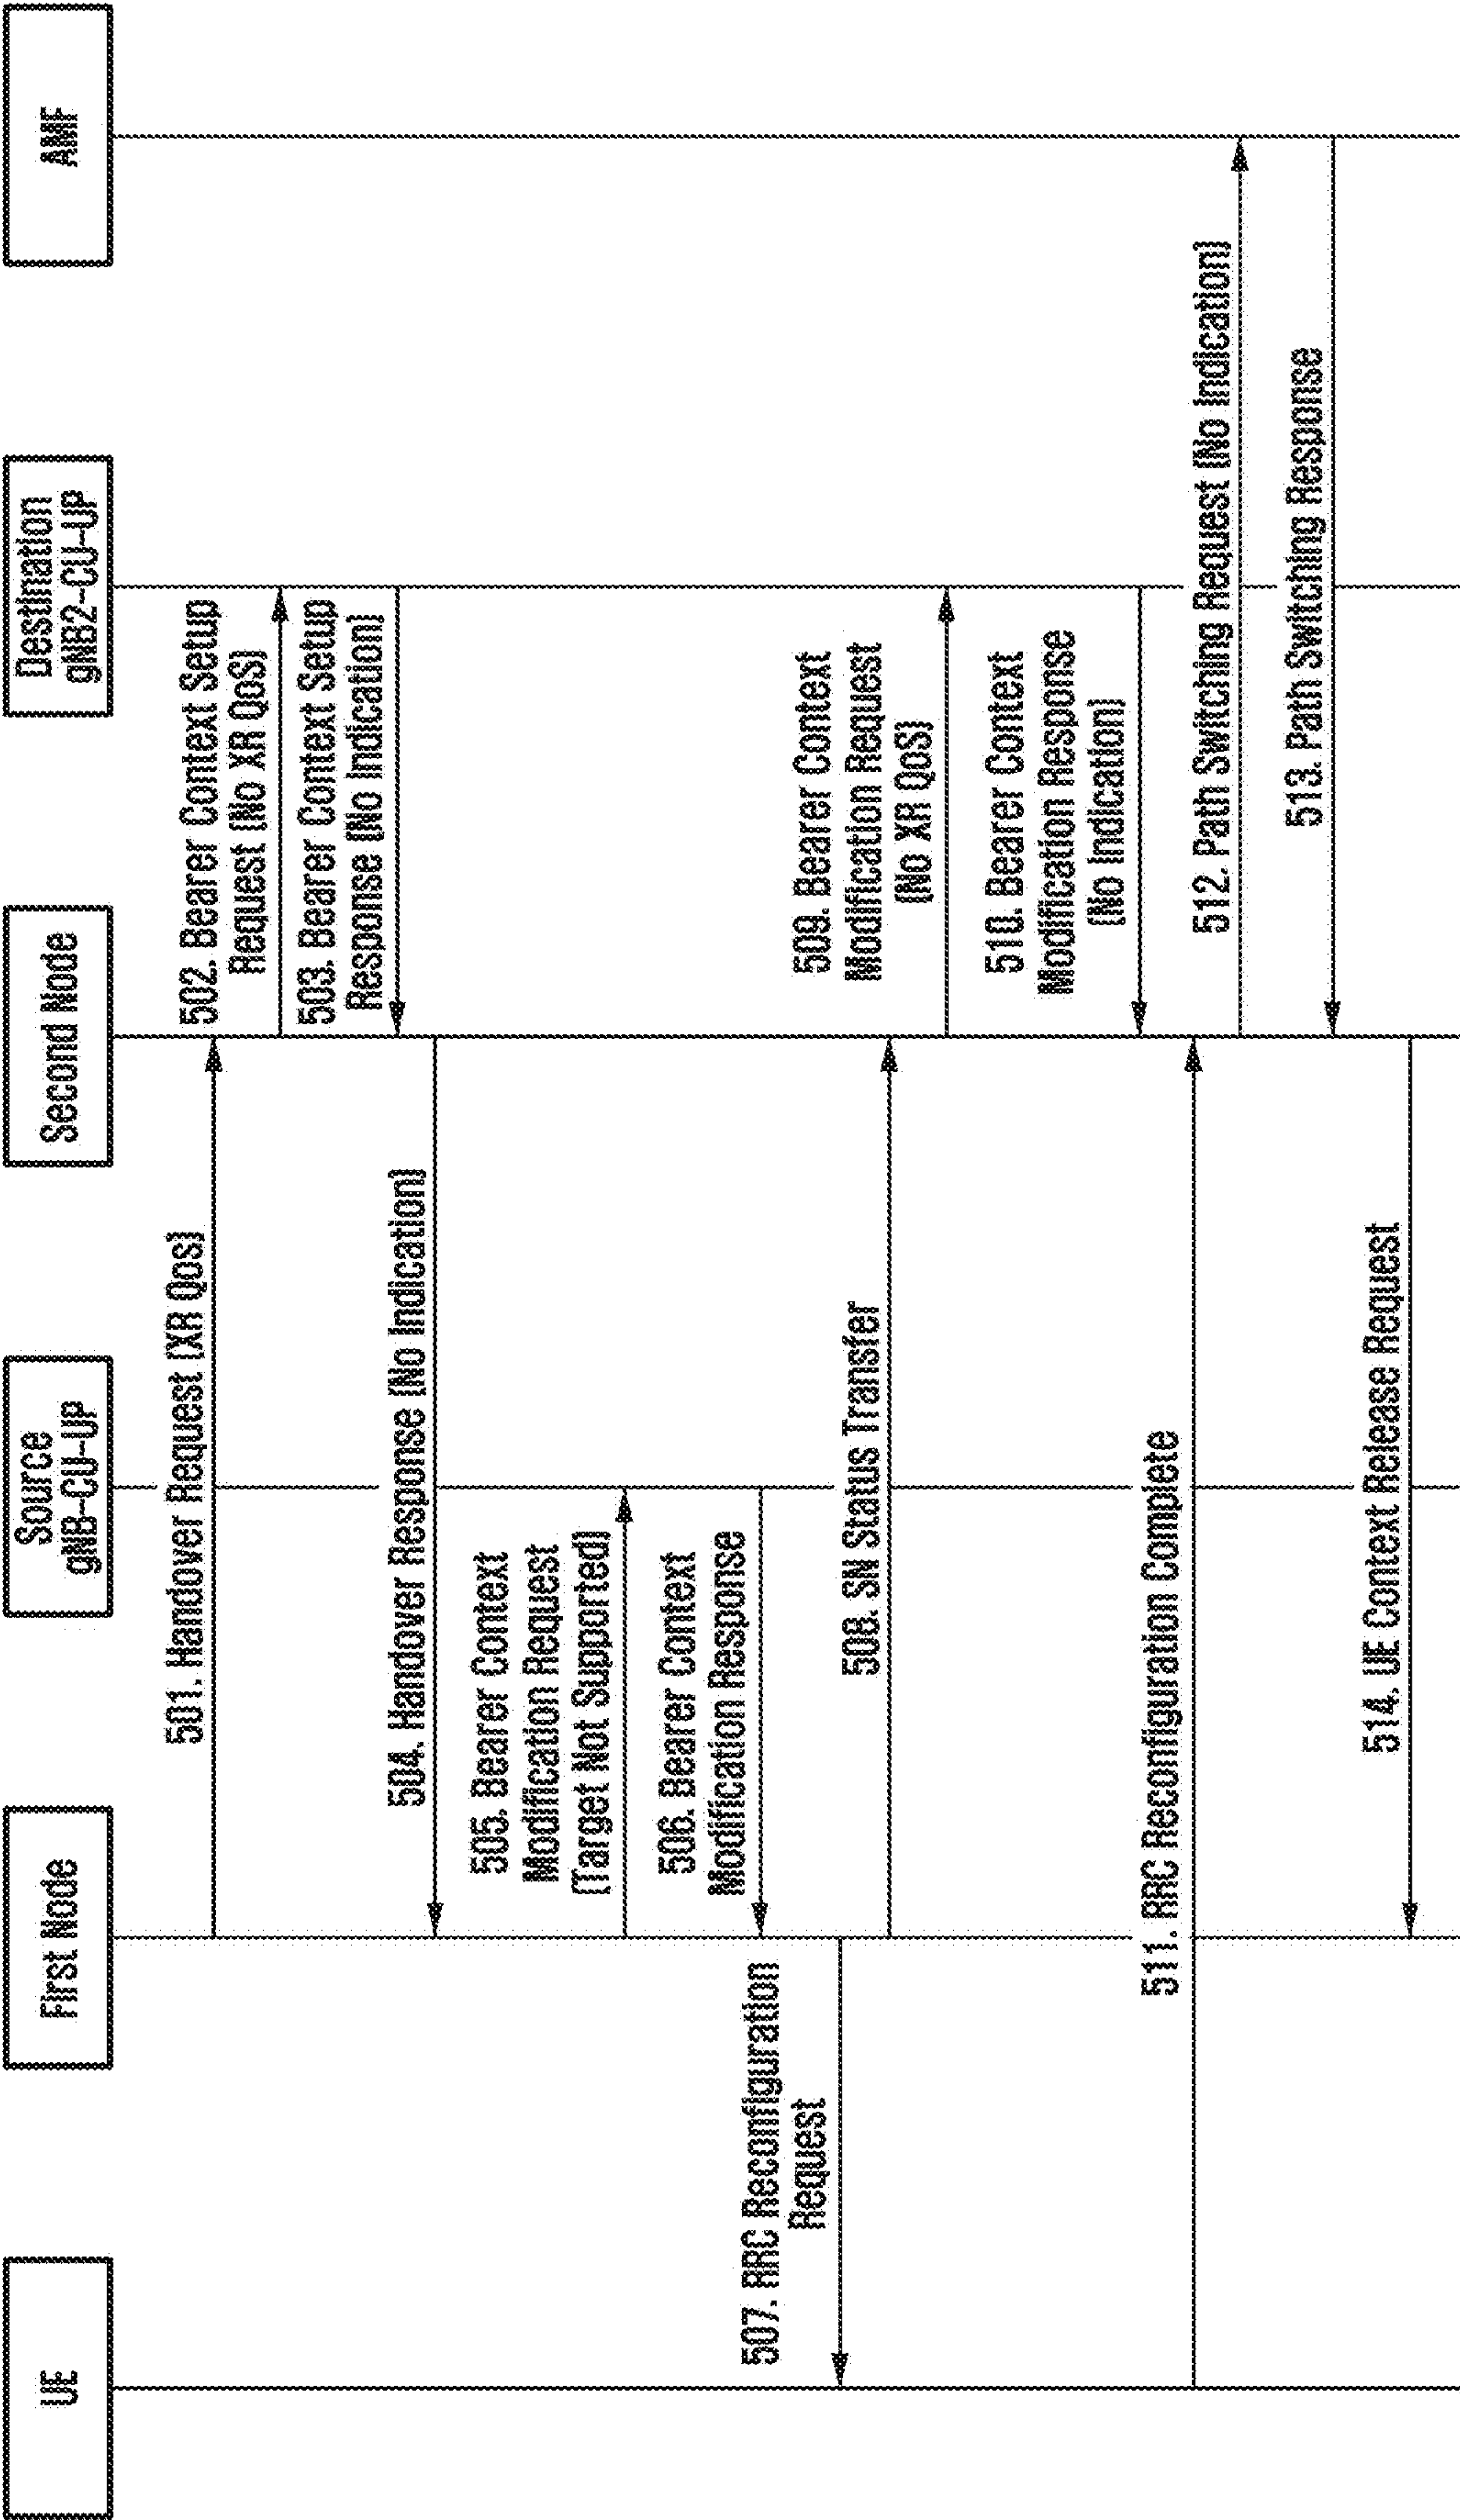 UE
First Node
Source
gNB-CU-UP
Second Node
Destination
gNB2-CU-UP
AMF
501. Handover Request (XR Qos)
502. Bearer Context Setup
Request (No XR QoS)
503. Bearer Context Setup
Response (No Indication)
504. Handover Response (No Indication)
505. Bearer Context
Modification Request
(Target Not Supported)
506. Bearer Context
Modification Response
507. RRC Reconfiguration
Request
508. SN Status Transfer
509. Bearer Context
Modification Request
(No XR QoS)
510. Bearer Context
Modification Response
(No Indication)
511. RRC Reconfiguration Complete
512. Path Switching Request (No Indication)
513. Path Switching Response
514. UE Context Release Request